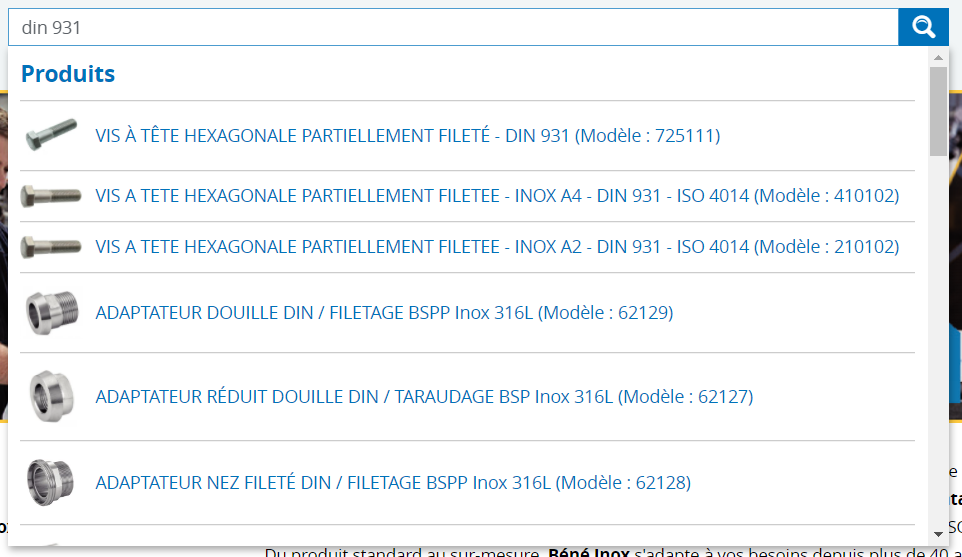 din 931
Produits
VIS À TÊTE HEXAGONALE PARTIELLEMENT FILETÉ - DIN 931 (Modèle : 725111)
VIS A TETE HEXAGONALE PARTIELLEMENT FILETEE - INOX A4 - DIN 931 - ISO 4014 (Modèle : 410102)
VIS A TETE HEXAGONALE PARTIELLEMENT FILETEE - INOX A2 - DIN 931 - ISO 4014 (Modèle : 210102)
ADAPTATEUR DOUILLE DIN / FILETAGE BSPP Inox 316L (Modèle : 62129)
ADAPTATEUR RÉDUIT DOUILLE DIN / TARAUDAGE BSP Inox 316L (Modèle : 62127)
ADAPTATEUR NEZ FILETÉ DIN / FILETAGE BSPP Inox 316L (Modèle : 62128)
Du produit standard au sur-mesure, Béné Inox s'adapte à vos besoins depuis plus de 40 a